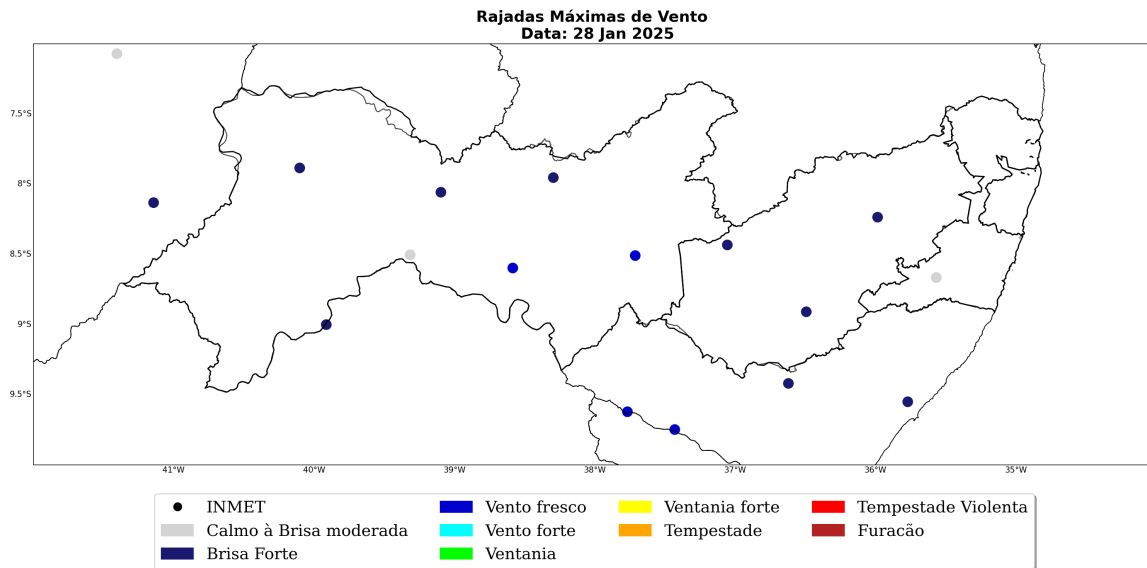 Rajadas Máximas de Vento
Data: 28 Jan 2025
7.5°S
8°S
8.5°S
9°S
9.5°S
41°W 40°W 39°W 38°W 37°W 36°W 35°W
INMET Vento fresco Ventania forte Tempestade Violenta
Calmo à Brisa moderada Vento forte Tempestade Furacão
Brisa Forte Ventania